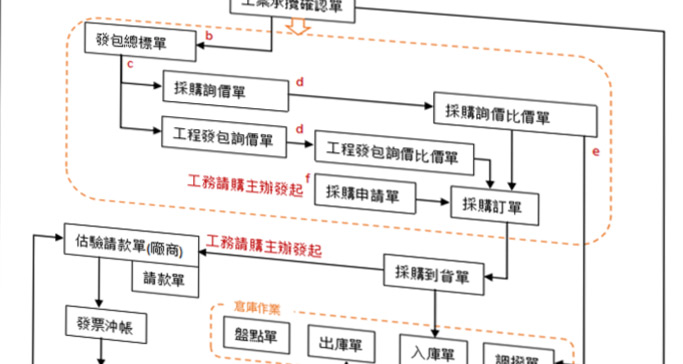 工業承攬確認單
發包總標單
b
c
採購詢價單
d
採購詢價比價單
工程發包詢價單
d
工程發包詢價比價單
e
工務請購主辦發起
f
採購申請單
採購訂單
估驗請款單(廠商)
工務請購主辦發起
請款單
採購到貨單
倉庫作業
發票沖帳
盤點單
出庫單
入庫單
調撥單